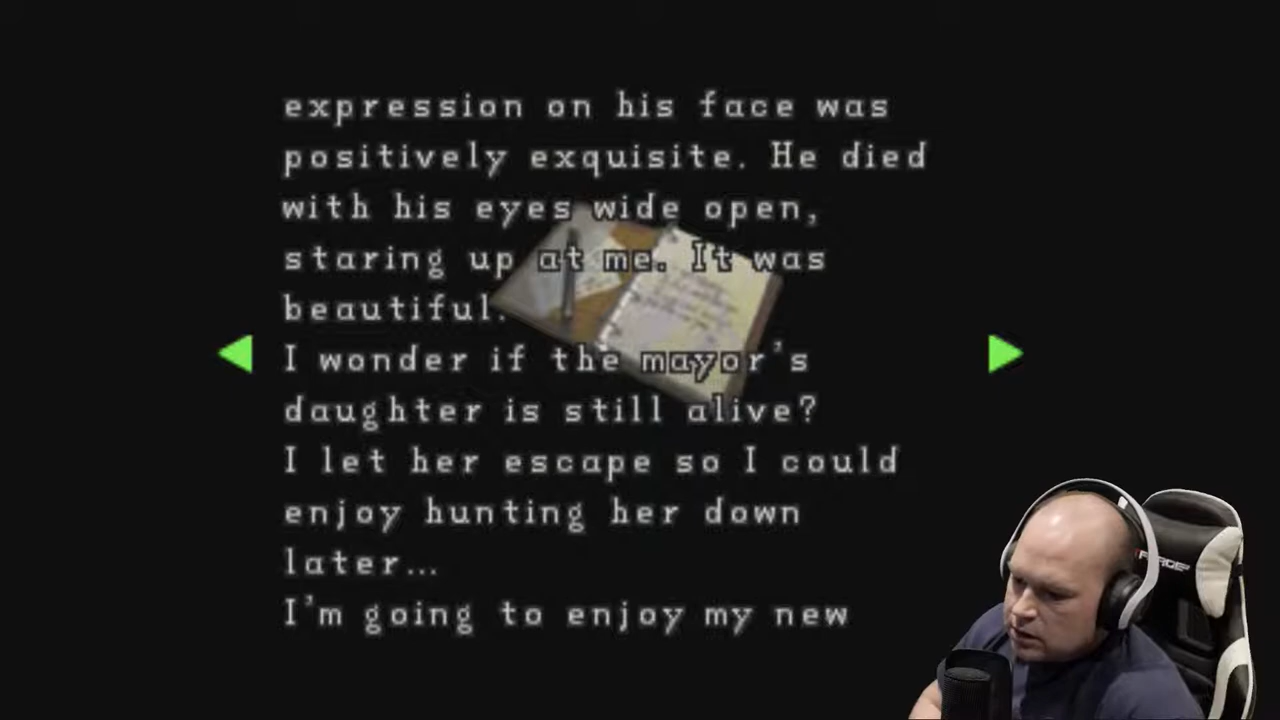 expression on his face was
positively exquisite. He died
with his eyes wide open,
staring up at me. It was
beautiful.
I wonder if the mayor's
daughter is still alive?
I let her escape so I could
enjoy hunting her down
later...
I'm going to enjoy my new